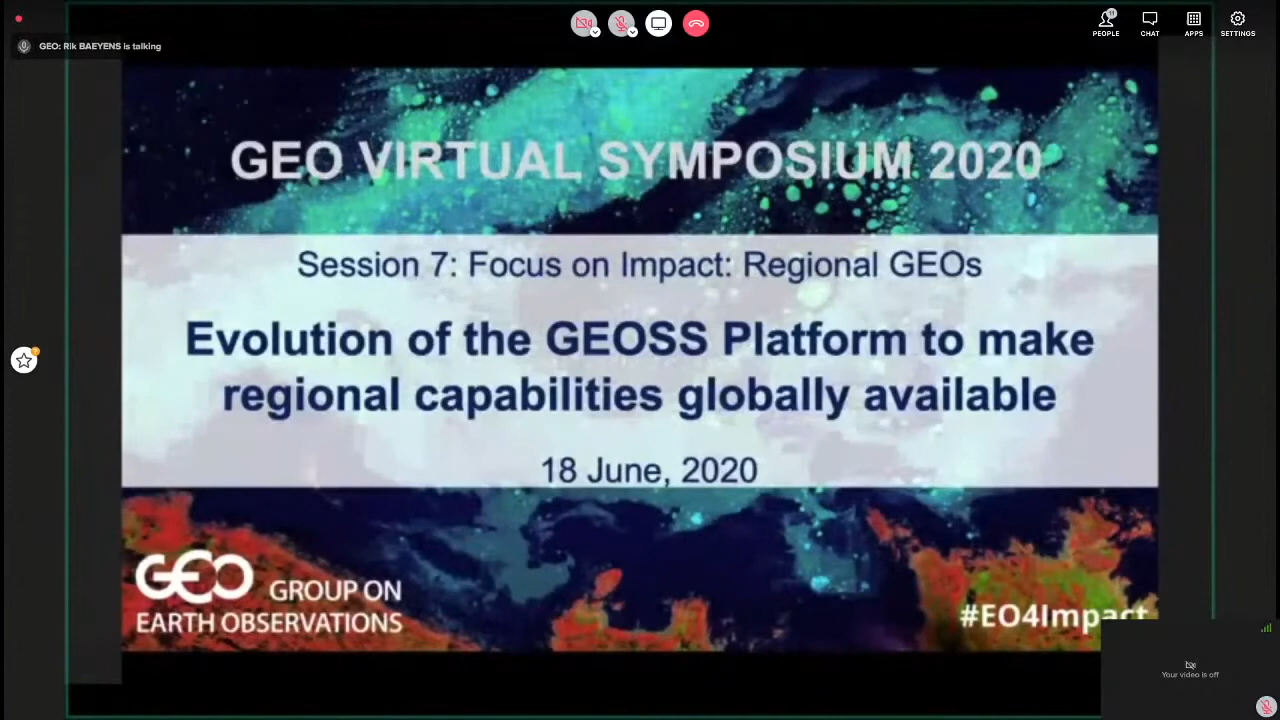 11
PEOPLE
CHAT
APPS
SETTINGS
GEO: Rik BAEYENS is talking
GEO VIRTUAL SYMPOSIUM 2020
Session 7: Focus on Impact: Regional GEOs
Evolution of the GEOSS Platform to make
regional capabilities globally available
18 June, 2020
GEO GROUP ON
EARTH OBSERVATIONS
#EO4Impact
Your video is off